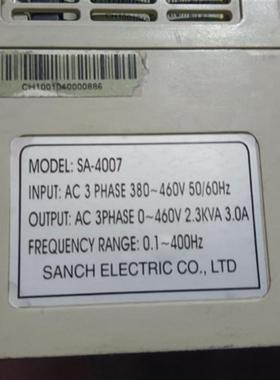 CH1001040000886
MODEL: SA-4007
INPUT: AC 3 PHASE 380~460V 50/60Hz
OUTPUT: AC 3PHASE 0~460V 2.3KVA 3.0A
FREQUENCY RANGE: 0.1~400Hz
SANCH ELECTRIC CO., LTD